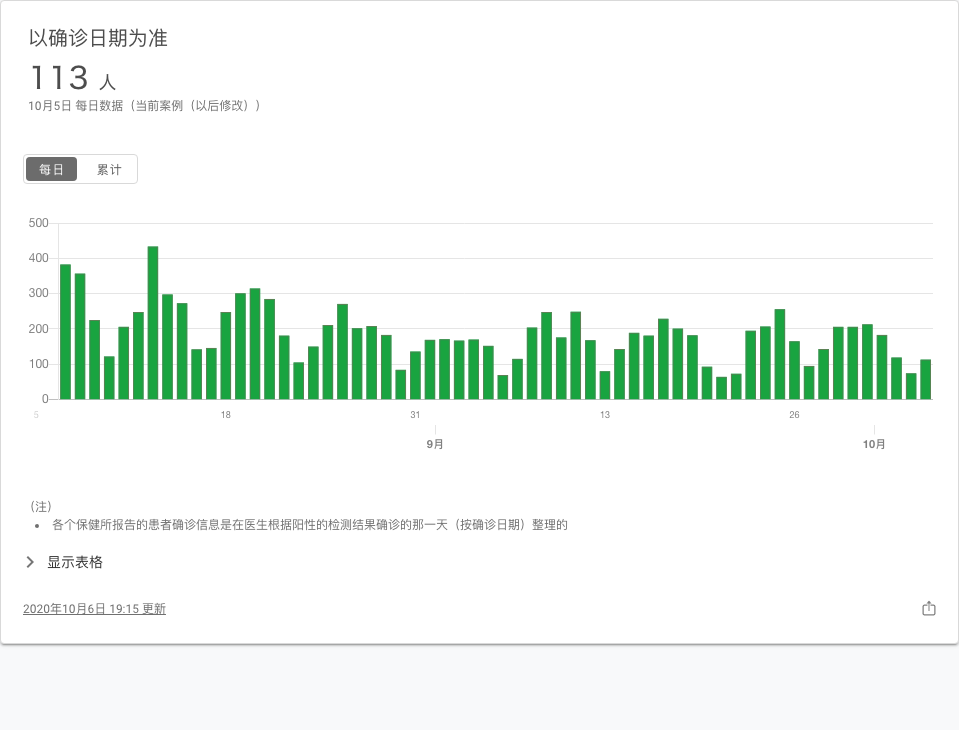 以确诊日期为准
113 人
10月5日 每日数据（当前案例（以后修改））
每日 累计
500
400
300
200
100
0
5 18 31 13 26
9月 10月
（注）
• 各个保健所报告的患者确诊信息是在医生根据阳性的检测结果确诊的那一天（按确诊日期）整理的
显示表格
2020年10月6日 19:15 更新